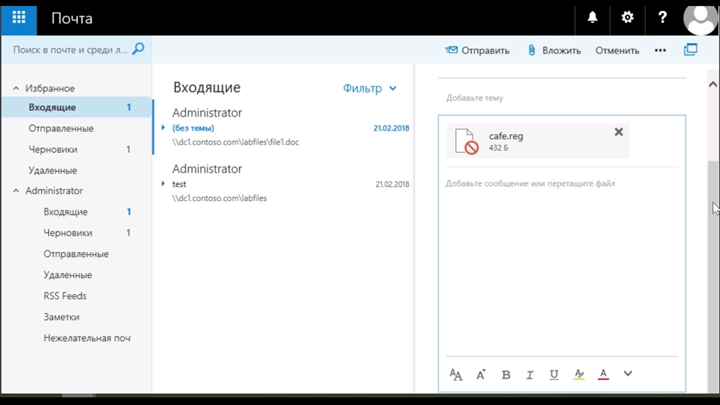 Почта
?
Поиск в почте и среди л...
Отправить
Вложить
Отменить
•••
Избранное
Входящие 1
Отправленные
Черновики 1
Удаленные
Administrator
Входящие 1
Черновики 1
Отправленные
Удаленные
RSS Feeds
Заметки
Нежелательная поч
Входящие
Фильтр
Administrator
(без темы) 21.02.2018
\\dc1.contoso.com\labfiles\file1.doc
Administrator
test 21.02.2018
\\dc1.contoso.com\labfiles
Добавьте тему
cafe.reg
432 Б
Добавьте сообщение или перетащите файл
AA A B I U A